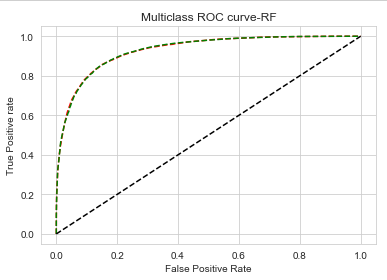 Multiclass ROC curve-RF
True Positive rate
1.0
0.8
0.6
0.4
0.2
0.0
0.0 0.2 0.4 0.6 0.8 1.0
False Positive Rate